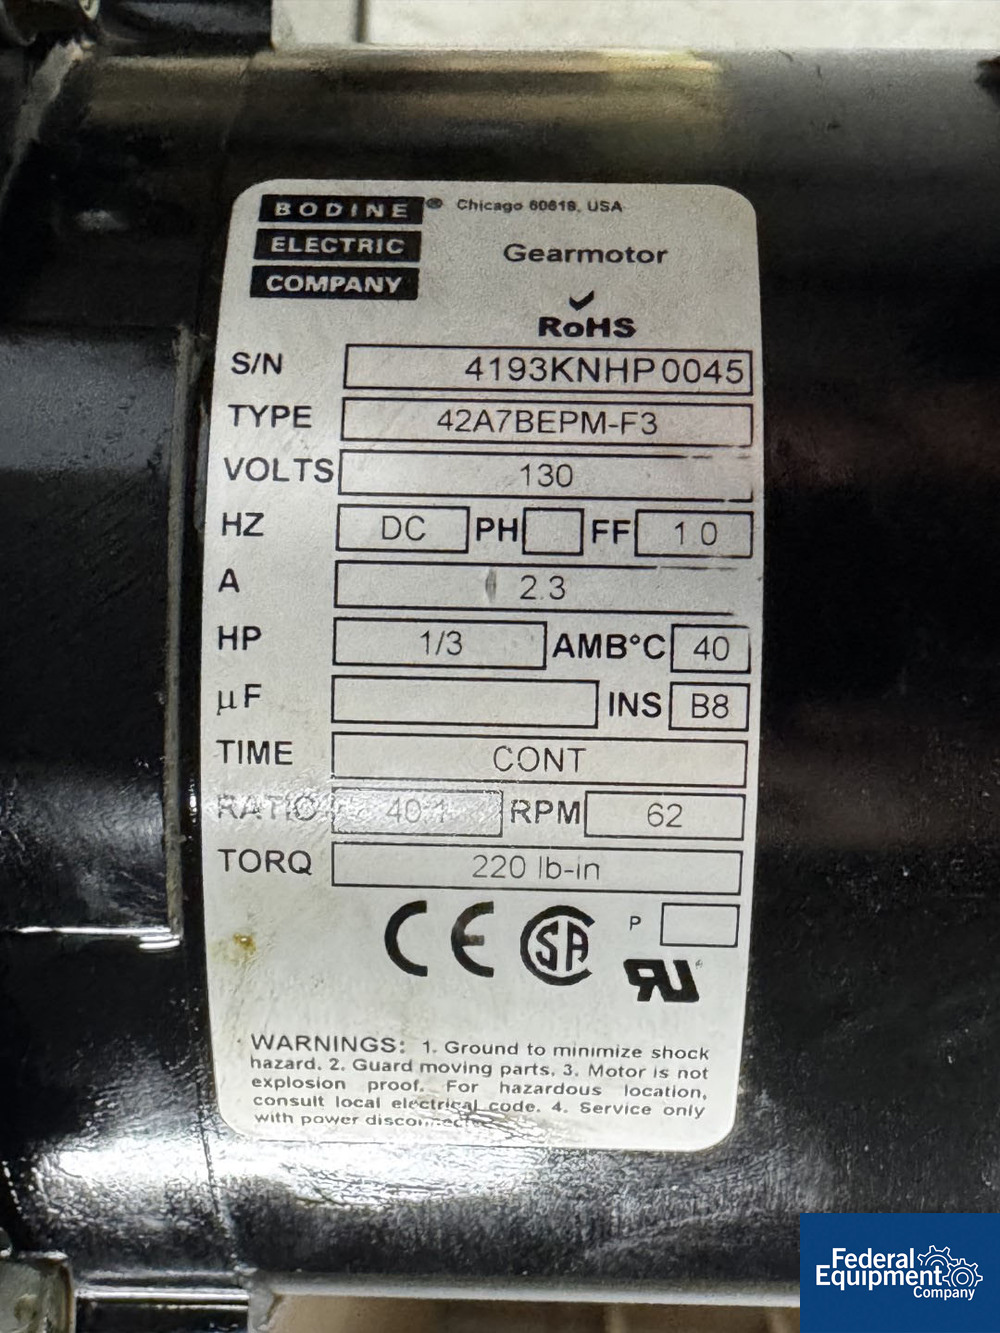 BODINE ® Chicago 60618, USA
ELECTRIC
COMPANY
Gearmotor
RoHS
S/N 4193KNHP0045
TYPE 42A7BEPM-F3
VOLTS 130
HZ DC PH FF 1.0
A 2.3
HP 1/3 AMB°C 40
µF INS B8
TIME CONT
RATIO 40:1 RPM 62
TORQ 220 lb-in
CE SA P
RU
WARNINGS: 1. Ground to minimize shock
hazard. 2. Guard moving parts. 3. Motor is not
explosion proof. For hazardous location,
consult local electrical code. 4. Service only
with power disconnected
Federal
Equipment
Company